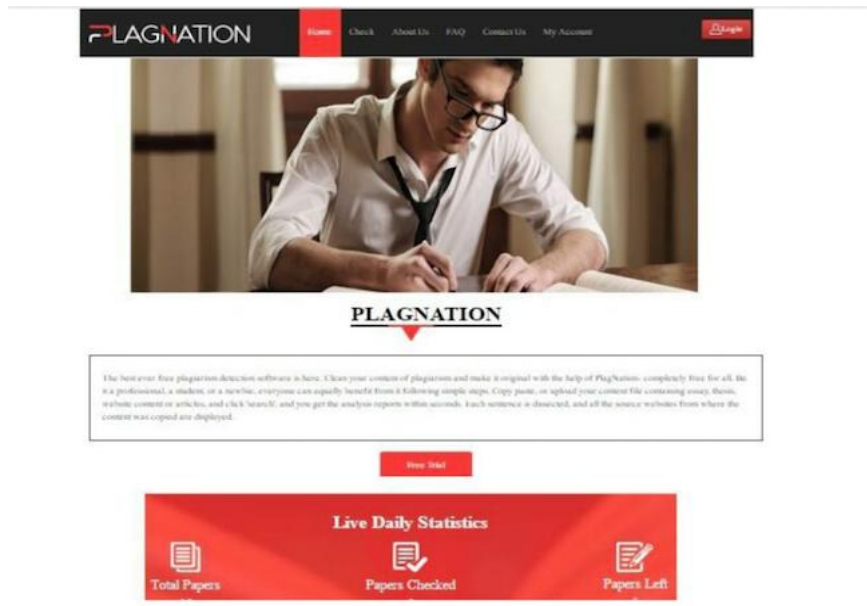 PLAGNATION
Home Check About Us FAQ Contact Us My Account Login
PLAGNATION
The best ever free plagiarism detection software is here. Clean your content of plagiarism and make it original with the help of PlagNation- completely free for all. Be
it a professional, a student, or a newbie, everyone can equally benefit from it following simple steps. Copy paste, or upload your content file containing essay, thesis,
website content or articles, and click 'search', and you get the analysis reports within seconds. Each sentence is dissected, and all the source websites from where the
content was copied are displayed.
Free Trial
Live Daily Statistics
Total Papers Papers Checked Papers Left